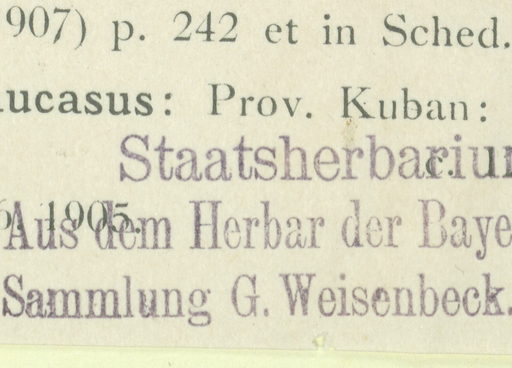 907) p. 242 et in Sched.
ucasus: Prov. Kuban:
Staatsherbariu
c.
1905.
Aus dem Herbar der Baye
Sammlung G. Weisenbeck.